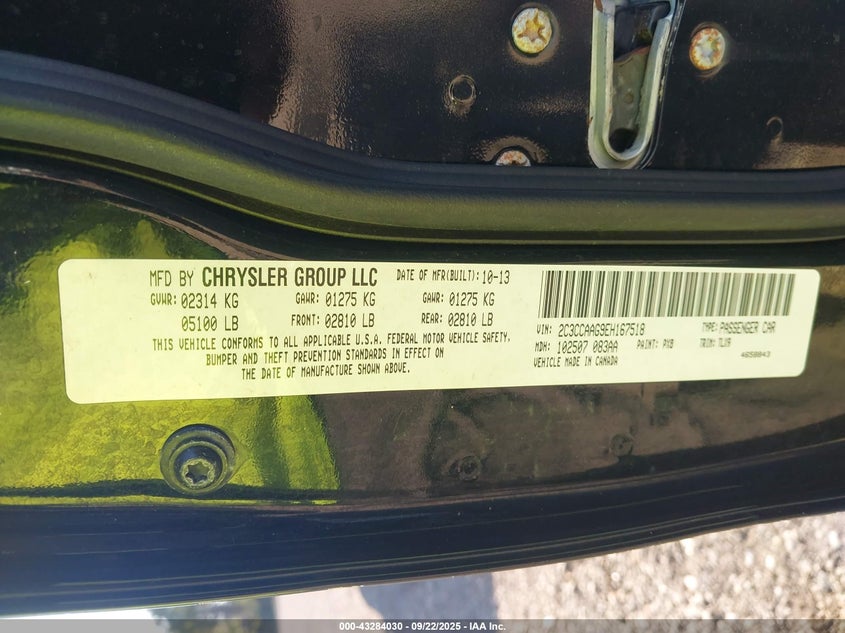 MFD BY CHRYSLER GROUP LLC DATE OF MFR(BUILT): 10-13
GVWR: 02314 KG GAWR: 01275 KG GAWR: 01275 KG
05100 LB FRONT: 02810 LB REAR: 02810 LB
THIS VEHICLE CONFORMS TO ALL APPLICABLE U.S.A. FEDERAL MOTOR VEHICLE SAFETY,
BUMPER AND THEFT PREVENTION STANDARDS IN EFFECT ON
THE DATE OF MANUFACTURE SHOWN ABOVE.
VIN: 2C3CCAAG9EH167518 TYPE: PASSENGER CAR
MDH: 102507 083AA PAINT: PX8 TRIM: TLX9
VEHICLE MADE IN CANADA 4658843
000-43284030 - 09/22/2025 - IAA Inc.